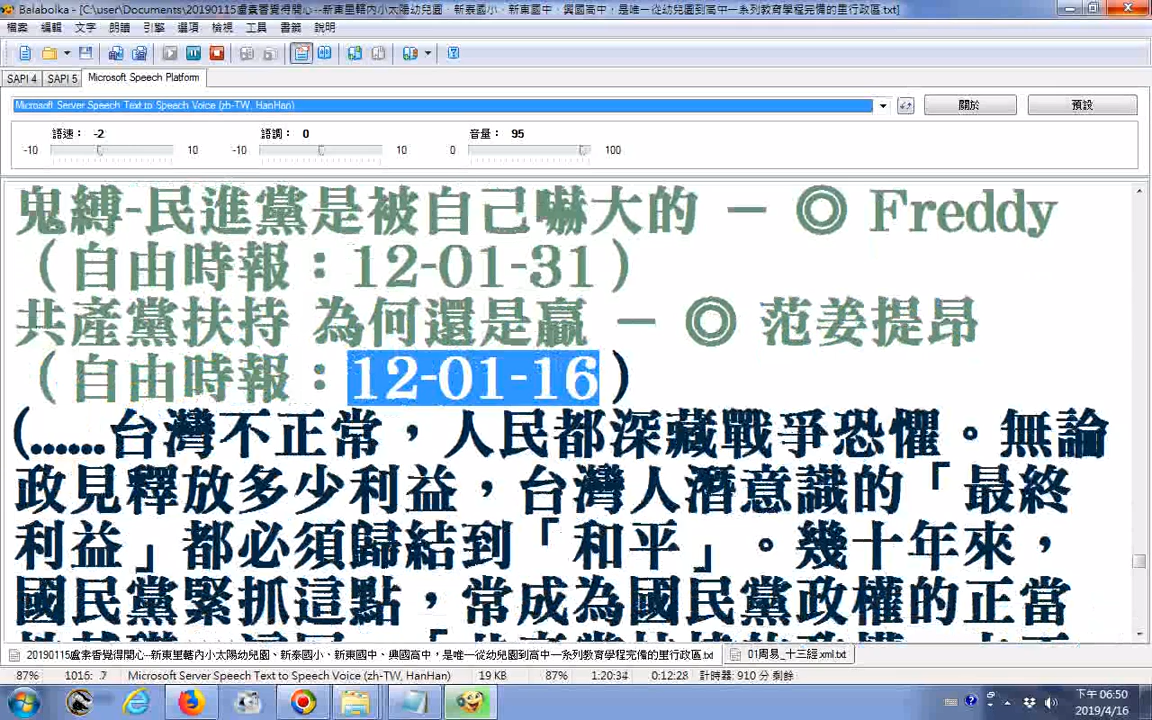 Balabolka - [C:\user\Documents\20190115盧素香覺得開心--新東里轄內小太陽幼兒園、新泰國小、新東國中、興國高中，是唯一從幼兒園到高中一系列教育學程完備的里行政區.txt]
檔案 編輯 文字 朗讀 引擎 選項 檢視 工具 書籤 說明
SAPI 4 SAPI 5 Microsoft Speech Platform
Microsoft Server Speech Text to Speech Voice (zh-TW, HanHan)
關於 預設
語速： -2 語調： 0 音量： 95
-10 10 -10 10 0 100
鬼縛-民進黨是被自己嚇大的 － ◎ Freddy
（自由時報：12-01-31）
共產黨扶持 為何還是贏 － ◎ 范姜提昂
（自由時報：12-01-16）
(......台灣不正常，人民都深藏戰爭恐懼。無論
政見釋放多少利益，台灣人潛意識的「最終
利益」都必須歸結到「和平」。幾十年來，
國民黨緊抓這點，常成為國民黨政權的正當
20190115盧素香覺得開心--新東里轄內小太陽幼兒園、新泰國小、新東國中、興國高中，是唯一從幼兒園到高中一系列教育學程完備的里行政區.txt 01周易_十三經.xml.txt
87% 1015: 7 Microsoft Server Speech Text to Speech Voice (zh-TW, HanHan) 19 KB 87% 1:20:34 0:12:28 計時器: 910 分 剩餘
下午 06:50
2019/4/16